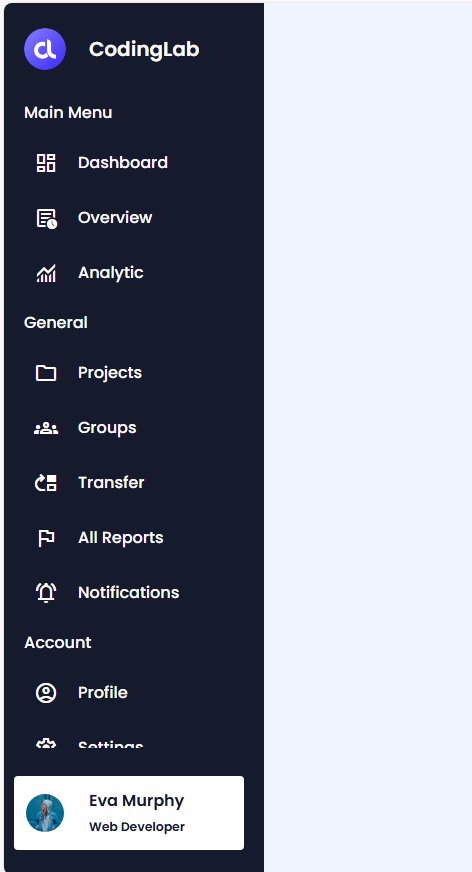 cl
CodingLab
Main Menu
Dashboard
Overview
Analytic
General
Projects
Groups
Transfer
All Reports
Notifications
Account
Profile
Settings
Eva Murphy
Web Developer